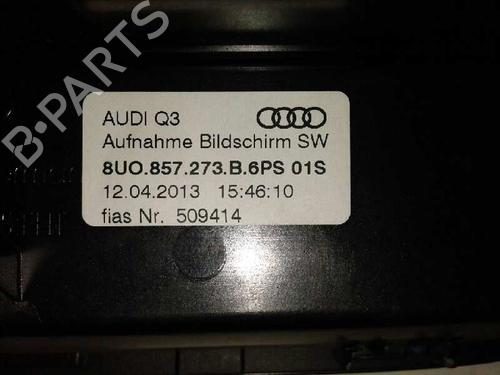 B-PARTS
AUDI Q3
Aufnahme Bildschirm SW
8UO.857.273.B.6PS 01S
12.04.2013 15:46:10
fias Nr. 509414